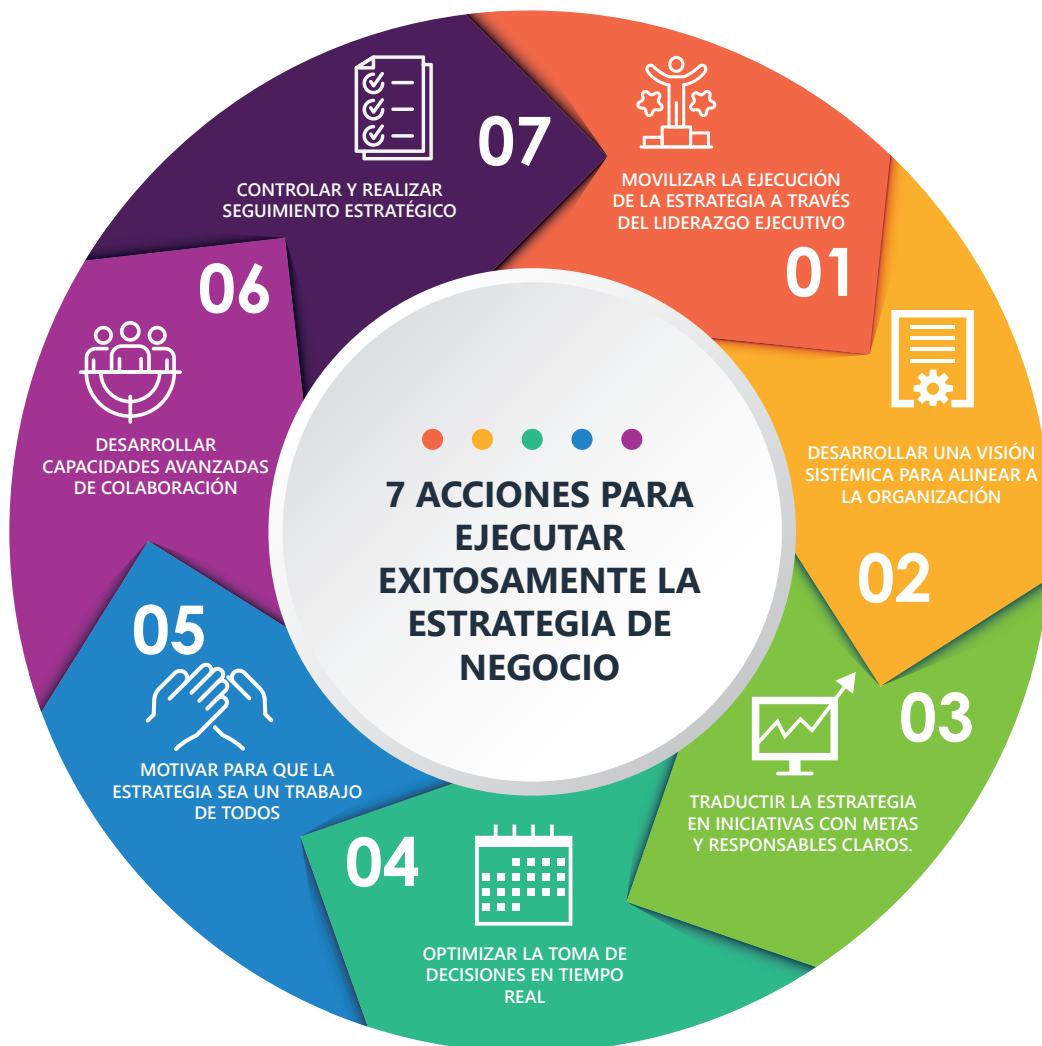 7 ACCIONES PARA
EJECUTAR
EXITOSAMENTE LA
ESTRATEGIA DE
NEGOCIO
MOVILIZAR LA EJECUCIÓN
DE LA ESTRATEGIA A TRAVÉS
DEL LIDERAZGO EJECUTIVO
01
DESARROLLAR UNA VISIÓN
SISTÉMICA PARA ALINEAR A
LA ORGANIZACIÓN
02
03
TRADUCTIR LA ESTRATEGIA
EN INICIATIVAS CON METAS
Y RESPONSABLES CLAROS.
04
OPTIMIZAR LA TOMA DE
DECISIONES EN TIEMPO
REAL
05
MOTIVAR PARA QUE LA
ESTRATEGIA SEA UN TRABAJO
DE TODOS
06
DESARROLLAR
CAPACIDADES AVANZADAS
DE COLABORACIÓN
07
CONTROLAR Y REALIZAR
SEGUIMIENTO ESTRATÉGICO